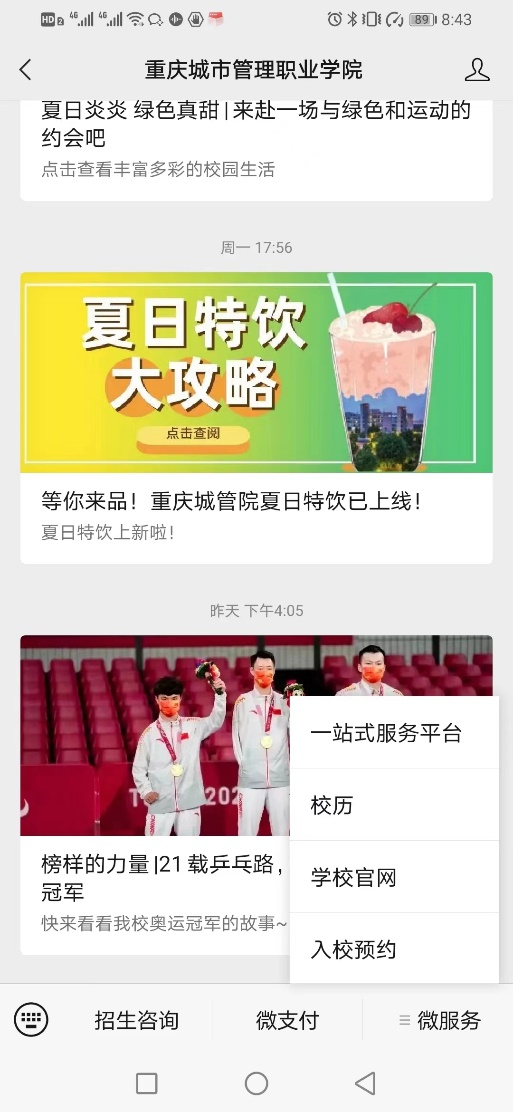 HD 2 4G 4G 89 8:43
重庆城市管理职业学院
夏日炎炎 绿色真甜|来赴一场与绿色和运动的
约会吧
点击查看丰富多彩的校园生活
周一 17:56
夏日特饮
大攻略
点击查阅
等你来品！重庆城管院夏日特饮已上线！
夏日特饮上新啦！
昨天 下午4:05
榜样的力量|21 载乒乓路，
冠军
快来看看我校奥运冠军的故事~
一站式服务平台
校历
学校官网
入校预约
招生咨询
微支付
微服务